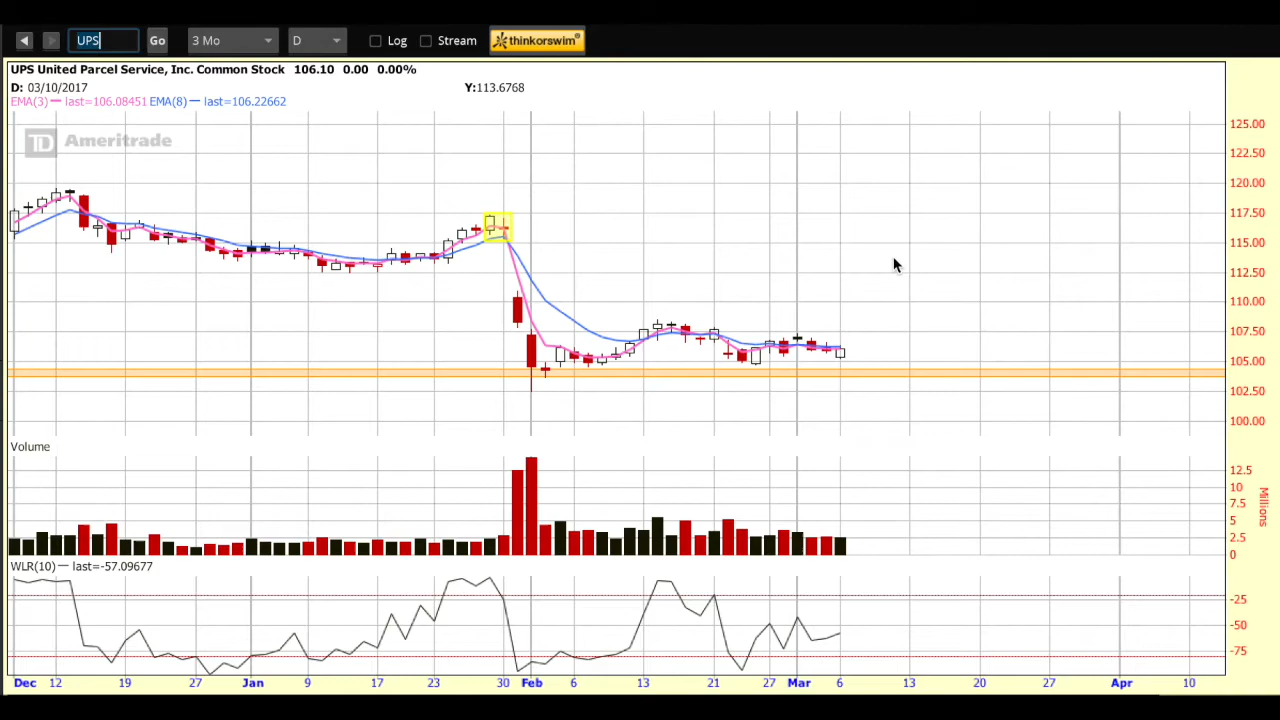 UPS Go 3 Mo D Log Stream thinkorswim®
UPS United Parcel Service, Inc. Common Stock 106.10 0.00 0.00%
D: 03/10/2017 Y:113.6768
EMA(3) — last=106.08451 EMA(8) — last=106.22662
TD Ameritrade
125.00
122.50
120.00
117.50
115.00
112.50
110.00
107.50
105.00
102.50
100.00
Volume
12.5
10
7.5
5
2.5
0
Millions
WLR(10) — last=-57.09677
-25
-50
-75
Dec 12 19 27 Jan 9 17 23 30 Feb 6 13 21 27 Mar 6 13 20 27 Apr 10